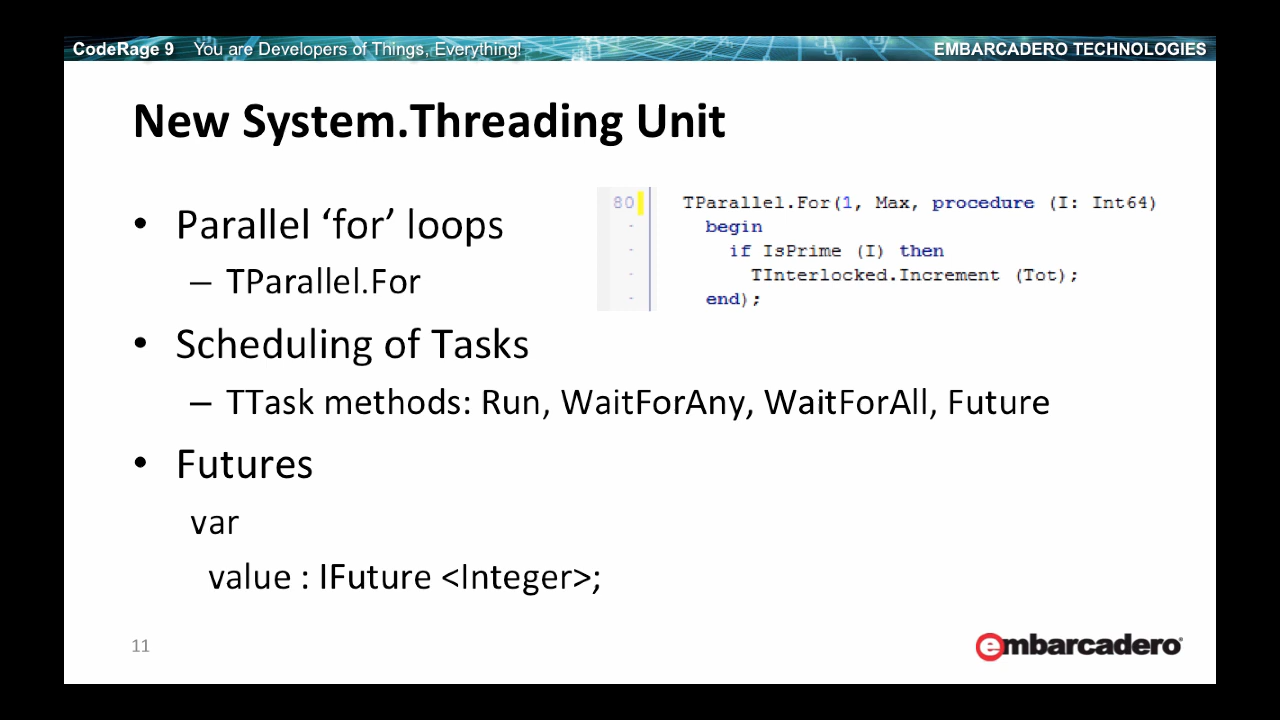 CodeRage 9 You are Developers of Things, Everything! EMBARCADERO TECHNOLOGIES
New System.Threading Unit
• Parallel ‘for’ loops
– TParallel.For
80 TParallel.For(1, Max, procedure (I: Int64)
begin
if IsPrime (I) then
TInterlocked.Increment (Tot);
end);
• Scheduling of Tasks
– TTask methods: Run, WaitForAny, WaitForAll, Future
• Futures
var
value : IFuture <Integer>;
11
embarcadero